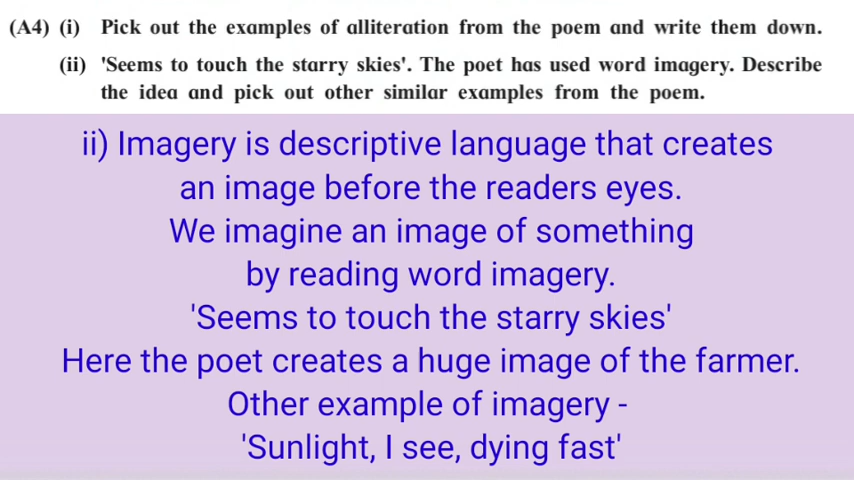 (A4) (i) Pick out the examples of alliteration from the poem and write them down.
(ii) 'Seems to touch the starry skies'. The poet has used word imagery. Describe
the idea and pick out other similar examples from the poem.
ii) Imagery is descriptive language that creates
an image before the readers eyes.
We imagine an image of something
by reading word imagery.
'Seems to touch the starry skies'
Here the poet creates a huge image of the farmer.
Other example of imagery -
'Sunlight, I see, dying fast'